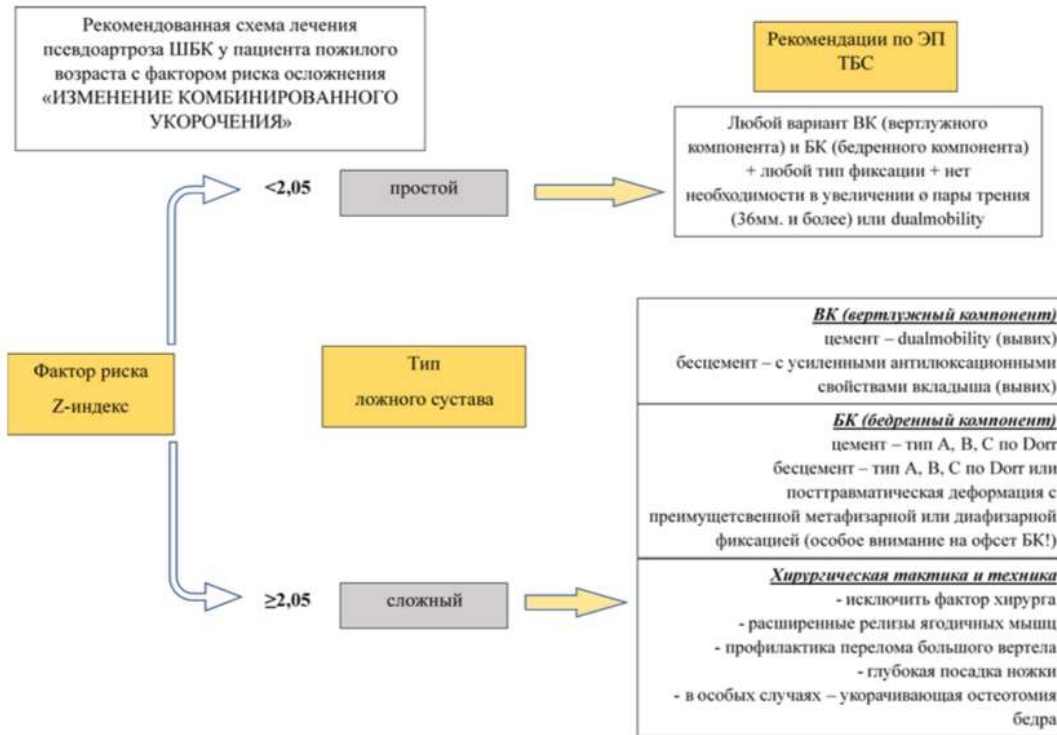 Рекомендованная схема лечения
псевдоартроза ШБК у пациента пожилого
возраста с фактором риска осложнения
«ИЗМЕНЕНИЕ КОМБИНИРОВАННОГО
УКОРОЧЕНИЯ»
Рекомендации по ЭП
ТБС
<2,05
простой
Любой вариант ВК (вертлужного
компонента) и БК (бедренного компонента)
+ любой тип фиксации + нет
необходимости в увеличении ø пары трения
(36мм. и более) или dualmobility
Фактор риска
Z-индекс
Тип
ложного сустава
≥2,05
сложный
ВК (вертлужный компонент)
цемент – dualmobility (вывих)
бесцемент – с усиленными антилюксационными
свойствами вкладыша (вывих)
БК (бедренный компонент)
цемент – тип А, В, С по Dorr
бесцемент – тип А, В, С по Dorr или
посттравматическая деформация с
преимущетсвенной метафизарной или диафизарной
фиксацией (особое внимание на офсет БК!)
Хирургическая тактика и техника
- исключить фактор хирурга
- расширенные релизы ягодичных мышц
- профилактика перелома большого вертела
- глубокая посадка ножки
- в особых случаях – укорачивающая остеотомия
бедра